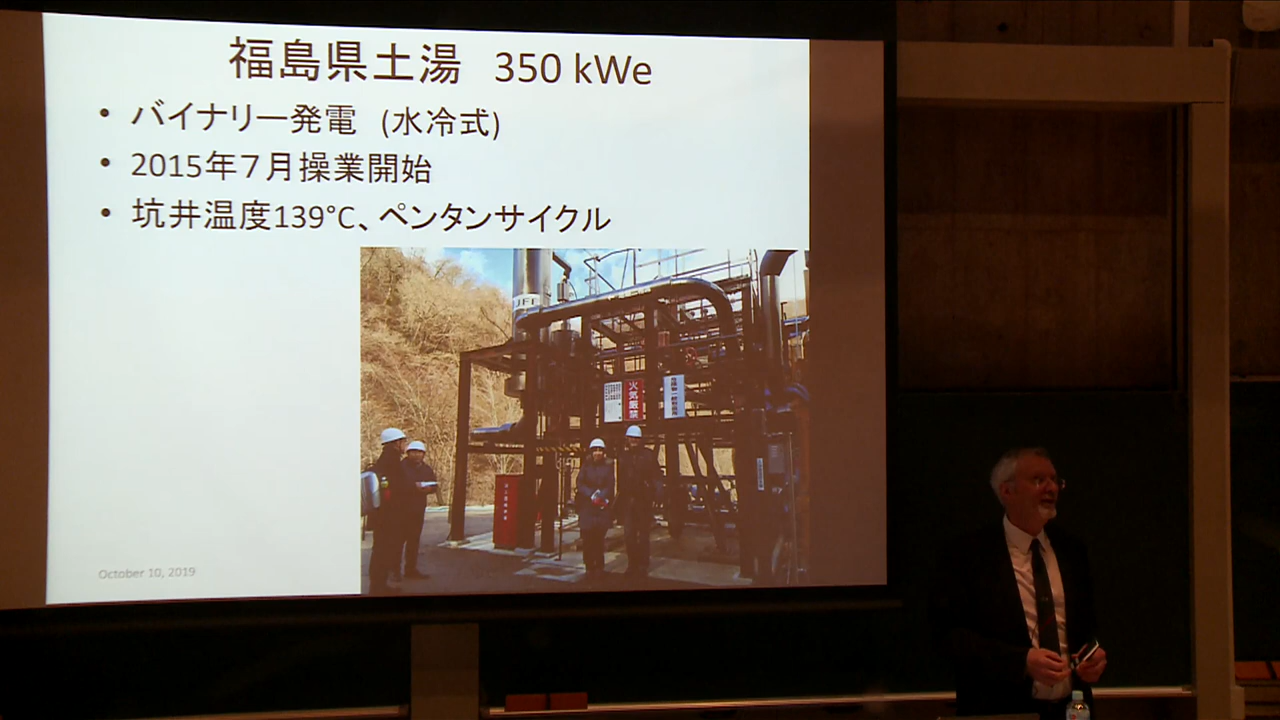 福島県土湯 350 kWe
• バイナリー発電 (水冷式)
• 2015年７月操業開始
• 坑井温度139°C、ペンタンサイクル
火気厳禁
October 10, 2019